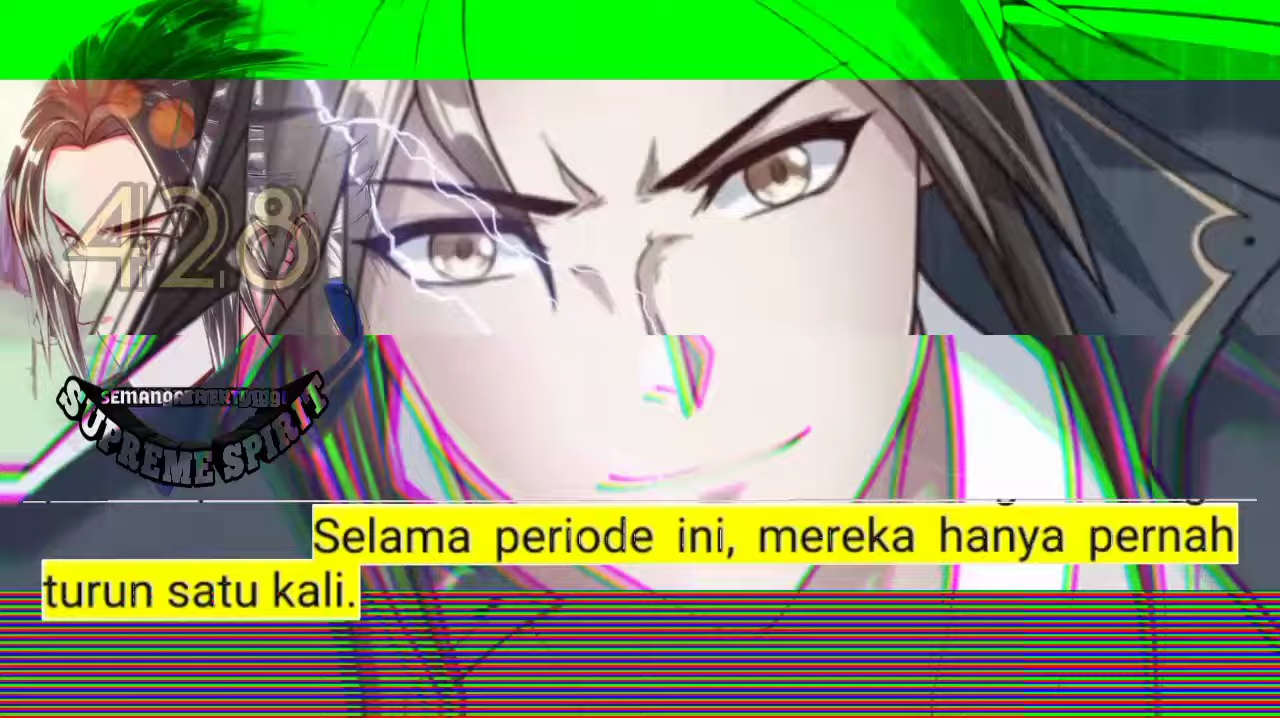 428
SUPREME SPIRIT
Selama periode ini, mereka hanya pernah
turun satu kali.